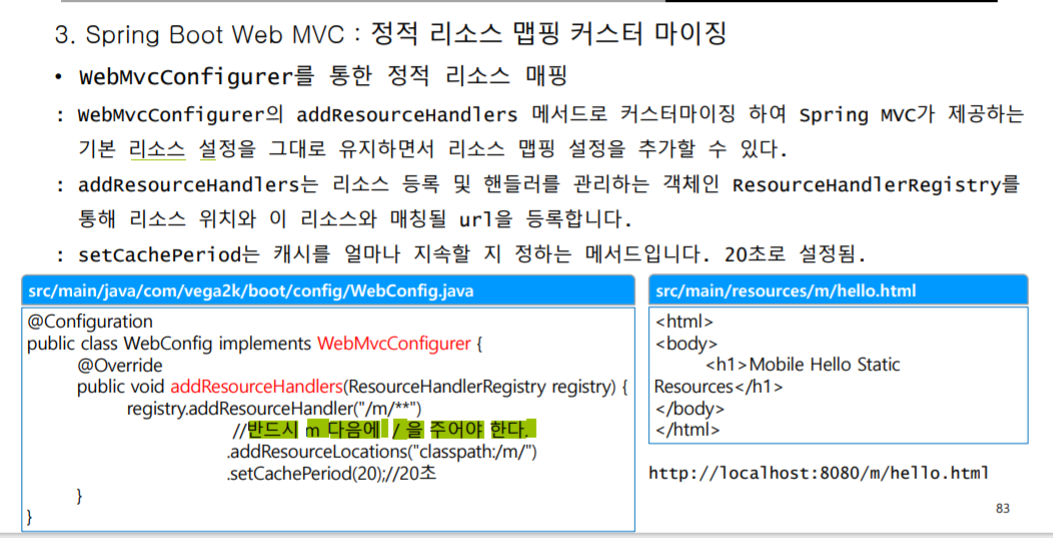 3. Spring Boot Web MVC : 정적 리소스 맵핑 커스터 마이징
• WebMvcConfigurer를 통한 정적 리소스 매핑
: WebMvcConfigurer의 addResourceHandlers 메서드로 커스터마이징 하여 Spring MVC가 제공하는
기본 리소스 설정을 그대로 유지하면서 리소스 맵핑 설정을 추가할 수 있다.
: addResourceHandlers는 리소스 등록 및 핸들러를 관리하는 객체인 ResourceHandlerRegistry를
통해 리소스 위치와 이 리소스와 매칭될 url을 등록합니다.
: setCachePeriod는 캐시를 얼마나 지속할 지 정하는 메서드입니다. 20초로 설정됨.
src/main/java/com/vega2k/boot/config/WebConfig.java
@Configuration
public class WebConfig implements WebMvcConfigurer {
@Override
public void addResourceHandlers(ResourceHandlerRegistry registry) {
registry.addResourceHandler("/m/**")
//반드시 m 다음에 / 을 주어야 한다.
.addResourceLocations("classpath:/m/")
.setCachePeriod(20);//20초
}
}
src/main/resources/m/hello.html
<html>
<body>
<h1>Mobile Hello Static
Resources</h1>
</body>
</html>
http://localhost:8080/m/hello.html
83